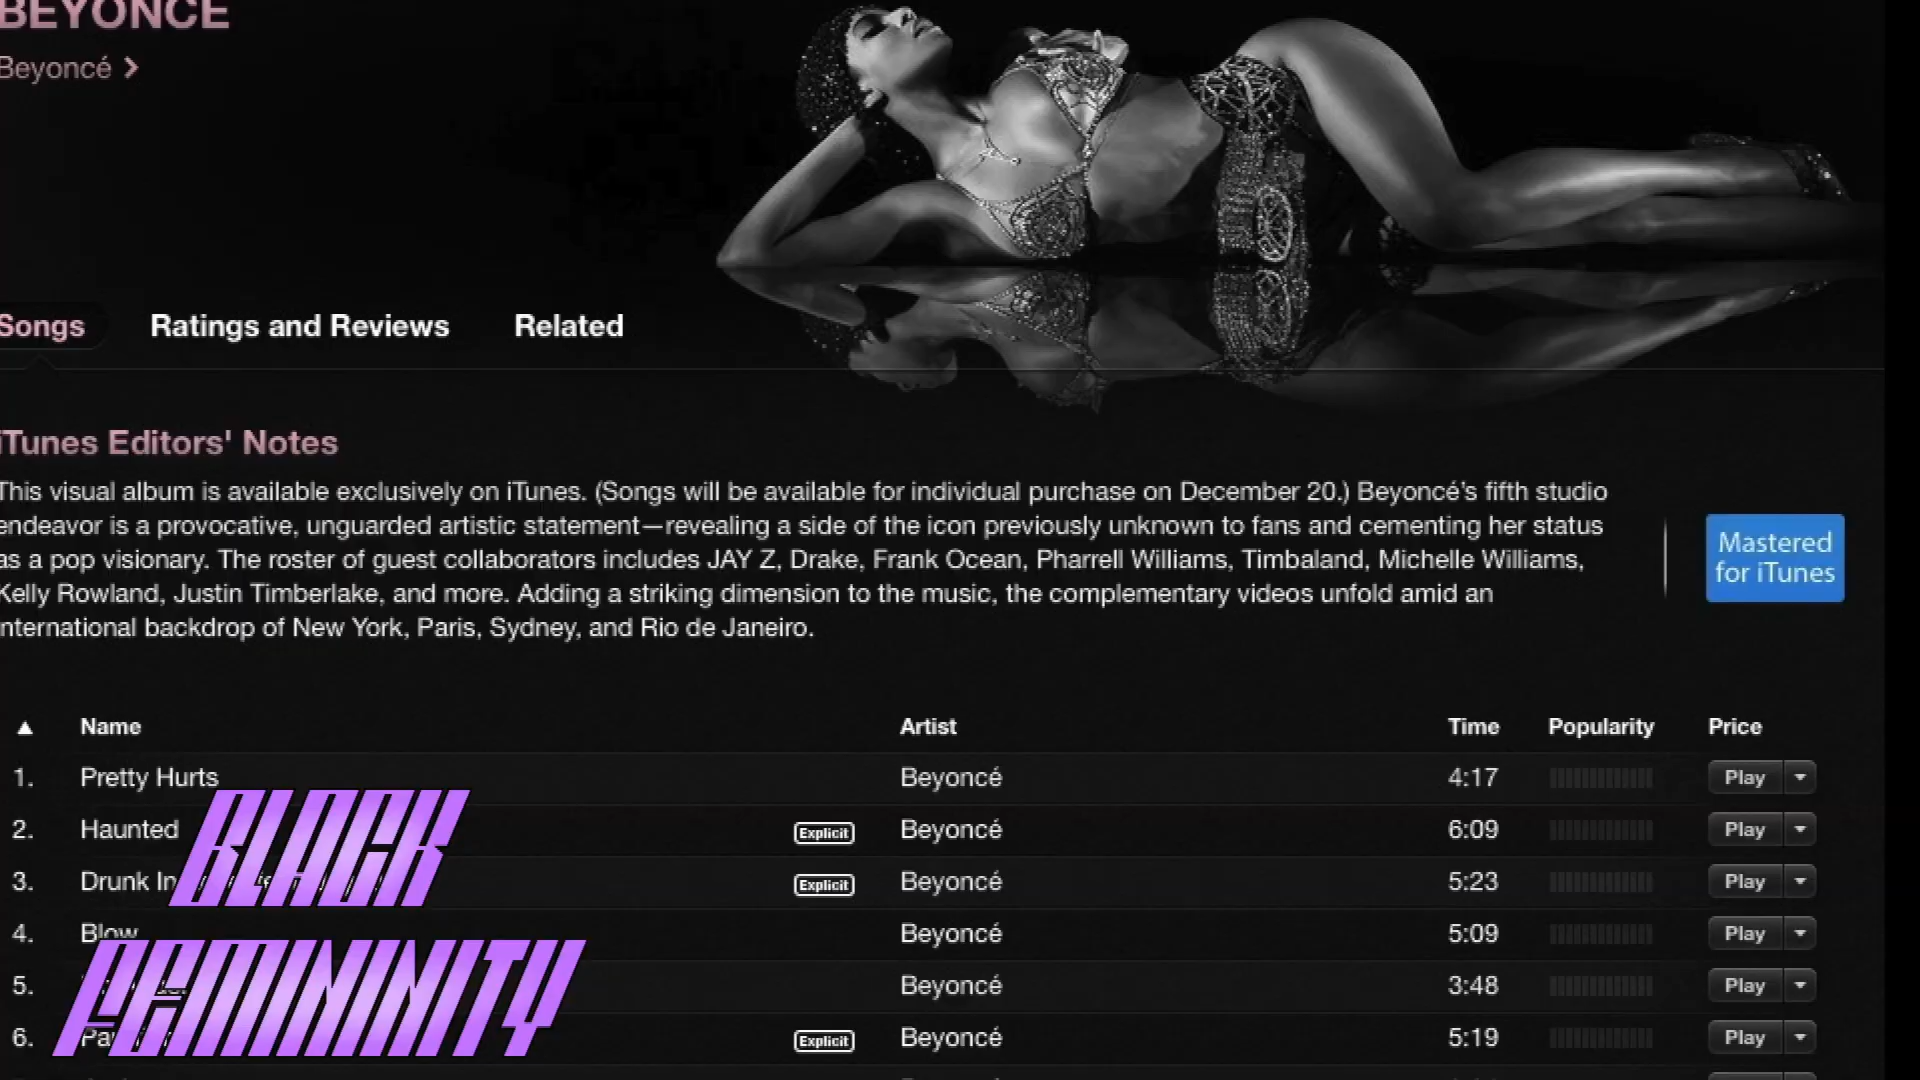 BEYONCÉ
Beyoncé >
Songs Ratings and Reviews Related
iTunes Editors' Notes
This visual album is available exclusively on iTunes. (Songs will be available for individual purchase on December 20.) Beyoncé's fifth studio
endeavor is a provocative, unguarded artistic statement—revealing a side of the icon previously unknown to fans and cementing her status
as a pop visionary. The roster of guest collaborators includes JAY Z, Drake, Frank Ocean, Pharrell Williams, Timbaland, Michelle Williams,
Kelly Rowland, Justin Timberlake, and more. Adding a striking dimension to the music, the complementary videos unfold amid an
international backdrop of New York, Paris, Sydney, and Rio de Janeiro.
Mastered
for iTunes
▲ Name Artist Time Popularity Price
1. Pretty Hurts Beyoncé 4:17 Play
2. Haunted Explicit Beyoncé 6:09 Play
3. Drunk In Explicit Beyoncé 5:23 Play
4. Blow Beyoncé 5:09 Play
5. Beyoncé 3:48 Play
6. Explicit Beyoncé 5:19 Play
BLACK
FEMININITY